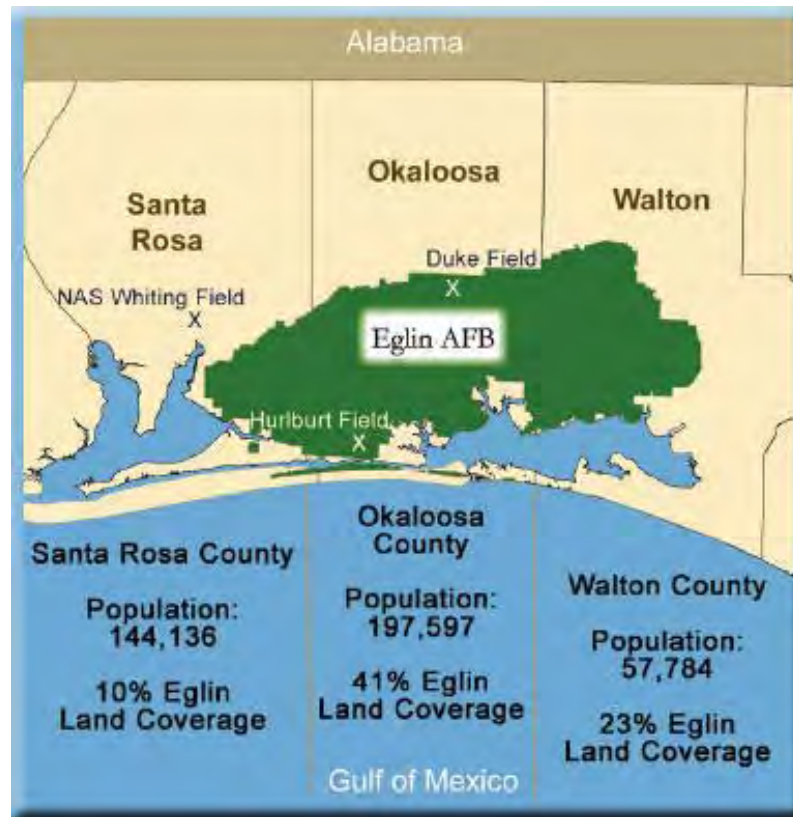 Alabama
Okaloosa
Walton
Santa
Rosa
Duke Field
X
NAS Whiting Field
X
Eglin AFB
Hurlburt Field
X
Santa Rosa County
Population:
144,136
10% Eglin
Land Coverage
Okaloosa
County
Population:
197,597
41% Eglin
Land Coverage
Walton County
Population:
57,784
23% Eglin
Land Coverage
Gulf of Mexico